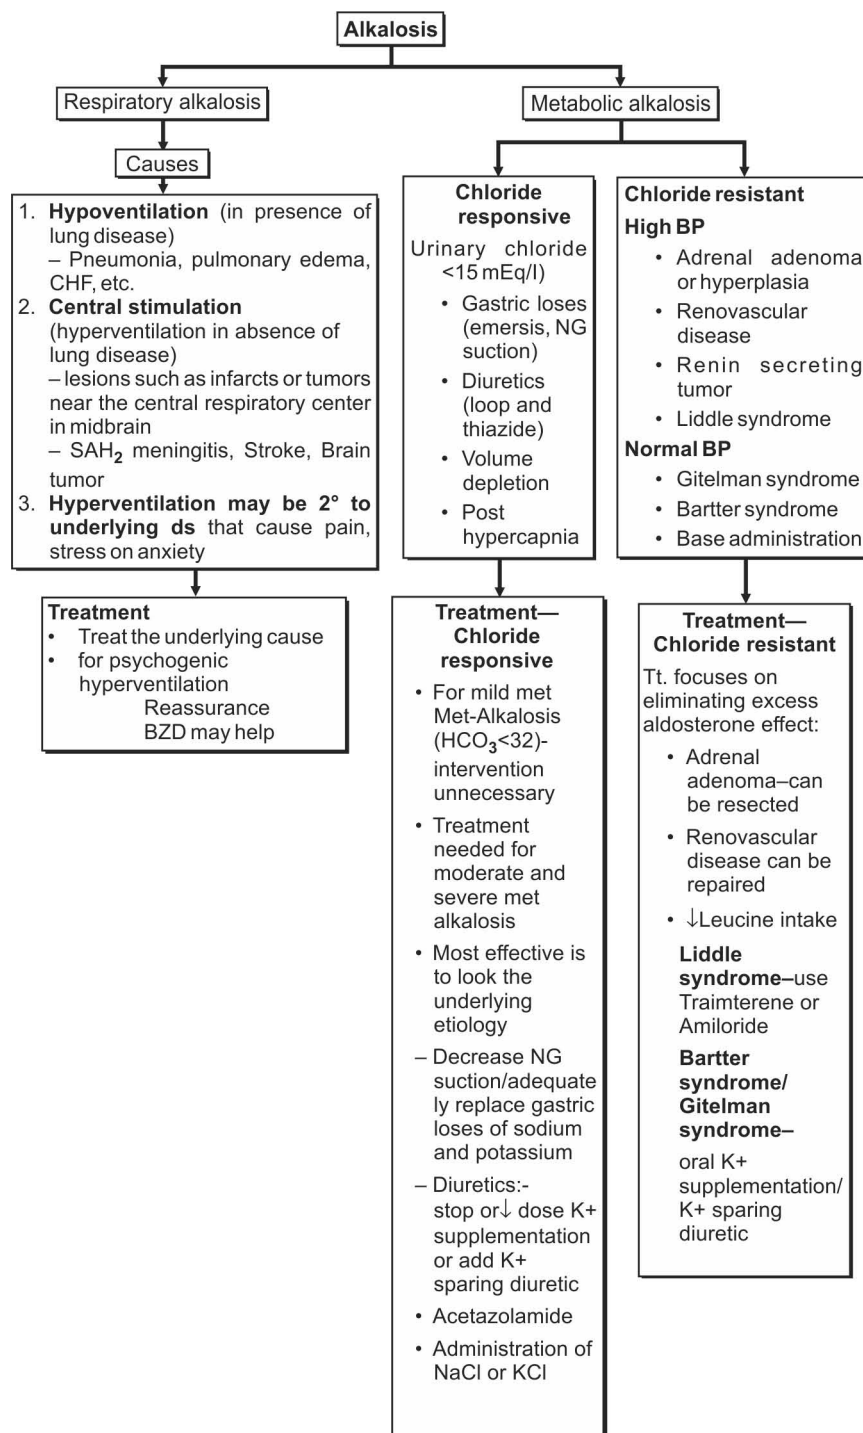 Alkalosis
Respiratory alkalosis
Metabolic alkalosis
Causes
1. Hypoventilation (in presence of
lung disease)
– Pneumonia, pulmonary edema,
CHF, etc.
2. Central stimulation
(hyperventilation in absence of
lung disease)
– lesions such as infarcts or tumors
near the central respiratory center
in midbrain
– SAH2 meningitis, Stroke, Brain
tumor
3. Hyperventilation may be 2° to
underlying ds that cause pain,
stress on anxiety
Treatment
• Treat the underlying cause
• for psychogenic
hyperventilation
Reassurance
BZD may help
Chloride
responsive
Urinary chloride
<15 mEq/l)
• Gastric loses
(emersis, NG
suction)
• Diuretics
(loop and
thiazide)
• Volume
depletion
• Post
hypercapnia
Treatment—
Chloride
responsive
• For mild met
Met-Alkalosis
(HCO3<32)-
intervention
unnecessary
• Treatment
needed for
moderate and
severe met
alkalosis
• Most effective is
to look the
underlying
etiology
– Decrease NG
suction/adequate
ly replace gastric
loses of sodium
and potassium
– Diuretics:-
stop or↓ dose K+
supplementation
or add K+
sparing diuretic
• Acetazolamide
• Administration of
NaCl or KCl
Chloride resistant
High BP
• Adrenal adenoma
or hyperplasia
• Renovascular
disease
• Renin secreting
tumor
• Liddle syndrome
Normal BP
• Gitelman syndrome
• Bartter syndrome
• Base administration
Treatment—
Chloride resistant
Tt. focuses on
eliminating excess
aldosterone effect:
• Adrenal
adenoma–can
be resected
• Renovascular
disease can be
repaired
• ↓Leucine intake
Liddle
syndrome–use
Traimterene or
Amiloride
Bartter
syndrome/
Gitelman
syndrome–
oral K+
supplementation/
K+ sparing
diuretic